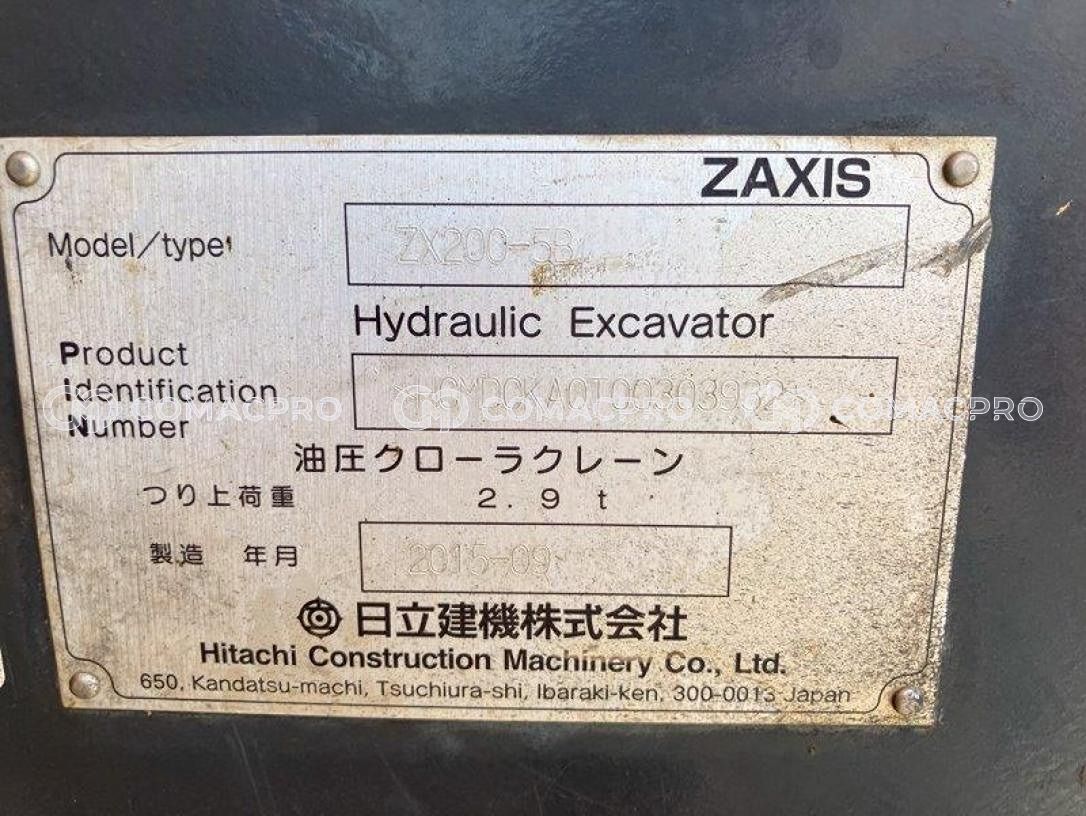 ZAXIS
Model/type
ZX200-5B
Hydraulic Excavator
Product
Identification
Number
COMACPRO COMACPRO COMACPRO
油圧クローラクレーン
つり上荷重 2.9 t
製造 年月 2015-09
日立建機株式会社
Hitachi Construction Machinery Co., Ltd.
650, Kandatsu-machi, Tsuchiura-shi, Ibaraki-ken, 300-0013 Japan